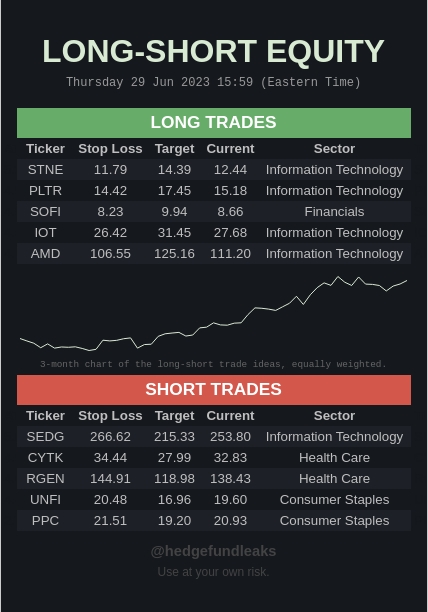 LONG-SHORT EQUITY
Thursday 29 Jun 2023 15:59 (Eastern Time)
LONG TRADES
Ticker Stop Loss Target Current Sector
STNE 11.79 14.39 12.44 Information Technology
PLTR 14.42 17.45 15.18 Information Technology
SOFI 8.23 9.94 8.66 Financials
IOT 26.42 31.45 27.68 Information Technology
AMD 106.55 125.16 111.20 Information Technology
3-month chart of the long-short trade ideas, equally weighted.
SHORT TRADES
Ticker Stop Loss Target Current Sector
SEDG 266.62 215.33 253.80 Information Technology
CYTK 34.44 27.99 32.83 Health Care
RGEN 144.91 118.98 138.43 Health Care
UNFI 20.48 16.96 19.60 Consumer Staples
PPC 21.51 19.20 20.93 Consumer Staples
@hedgefundleaks
Use at your own risk.